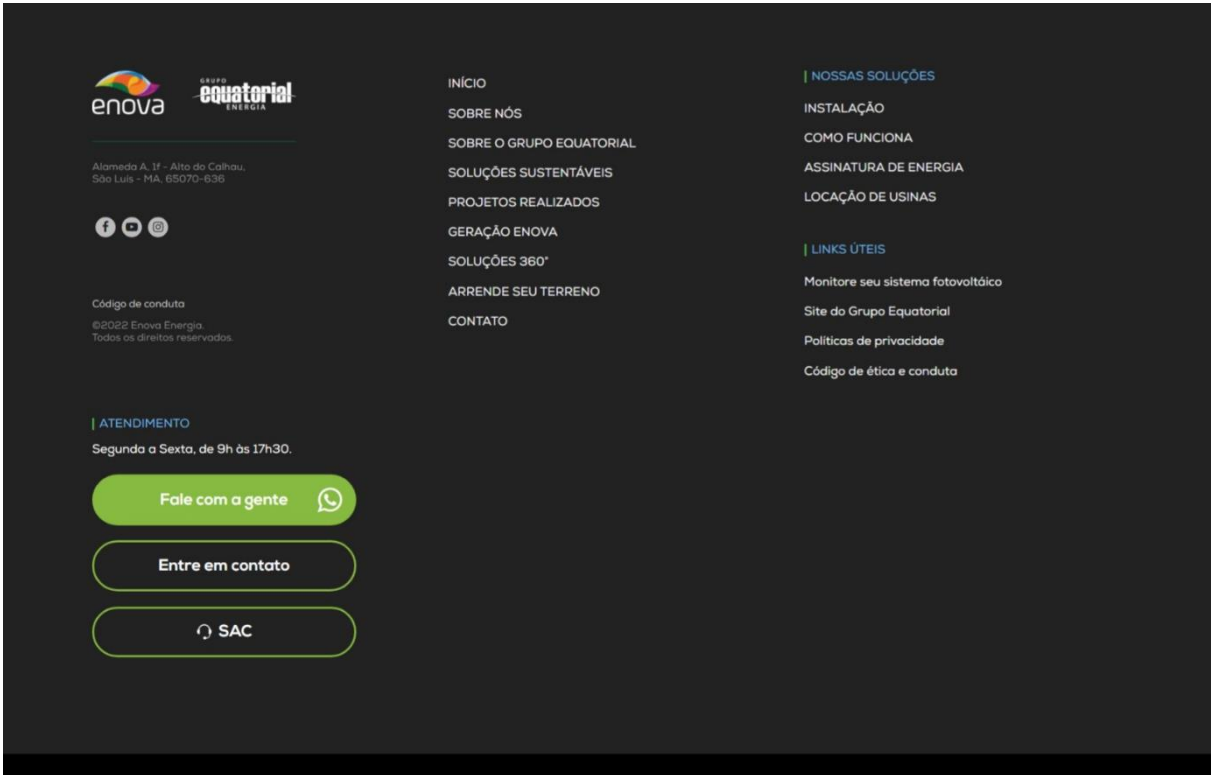 enova
GRUPO
equatorial
ENERGIA
Alameda A, 1f - Alto do Calhau,
São Luís - MA, 65070-636
Código de conduta
©2022 Enova Energia.
Todos os direitos reservados.
INÍCIO
SOBRE NÓS
SOBRE O GRUPO EQUATORIAL
SOLUÇÕES SUSTENTÁVEIS
PROJETOS REALIZADOS
GERAÇÃO ENOVA
SOLUÇÕES 360°
ARRENDE SEU TERRENO
CONTATO
NOSSAS SOLUÇÕES
INSTALAÇÃO
COMO FUNCIONA
ASSINATURA DE ENERGIA
LOCAÇÃO DE USINAS
LINKS ÚTEIS
Monitore seu sistema fotovoltáico
Site do Grupo Equatorial
Políticas de privacidade
Código de ética e conduta
ATENDIMENTO
Segunda a Sexta, de 9h às 17h30.
Fale com a gente
Entre em contato
SAC